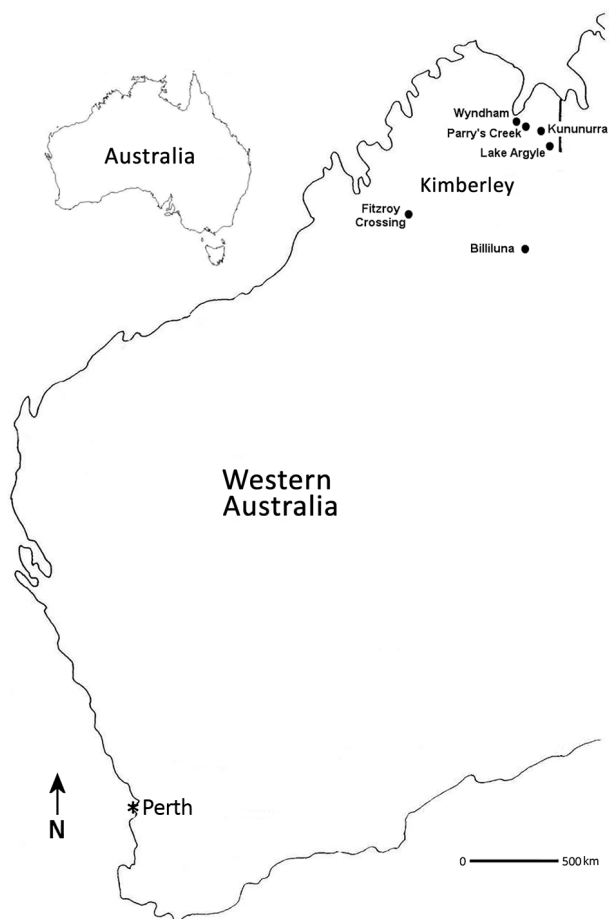 Australia
Wyndham
Parry's Creek
Kununurra
Lake Argyle
Kimberley
Fitzroy
Crossing
Billiluna
Western
Australia
*Perth
N
0 500 km